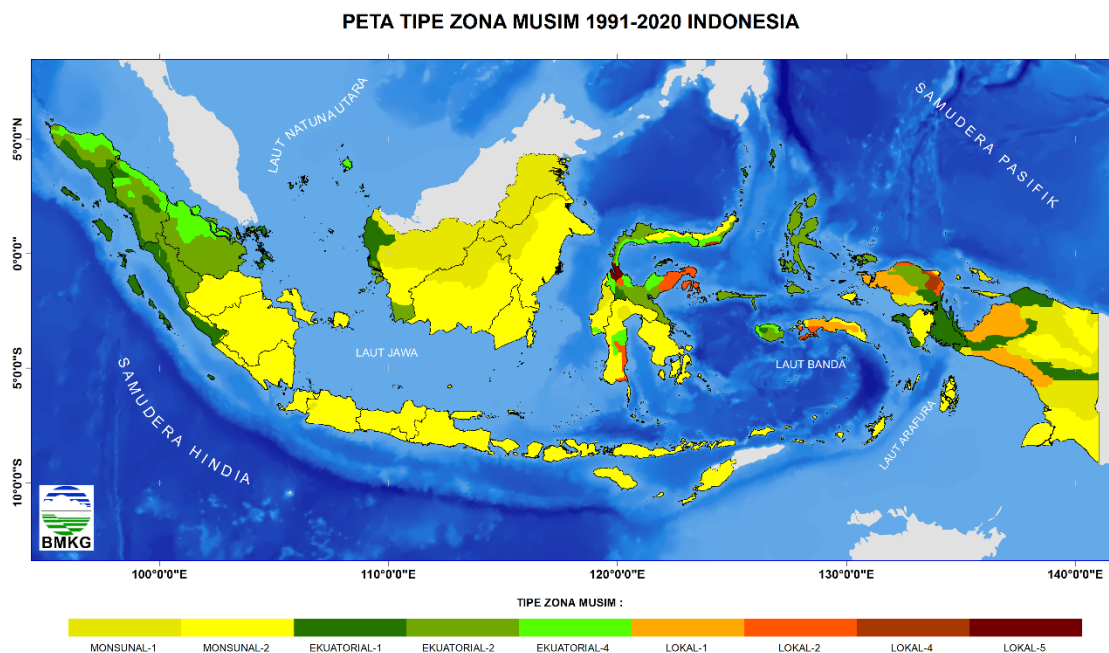 PETA TIPE ZONA MUSIM 1991-2020 INDONESIA
LAUT NATUNA UTARA
SAMUDERA PASIFIK
5°0'0"N
0°0'0"
5°0'0"S
10°0'0"S
LAUT JAWA
LAUT BANDA
LAUT ARAFURA
SAMUDERA HINDIA
BMKG
100°0'0"E
110°0'0"E
120°0'0"E
130°0'0"E
140°0'0"E
TIPE ZONA MUSIM :
MONSUNAL-1
MONSUNAL-2
EKUATORIAL-1
EKUATORIAL-2
EKUATORIAL-4
LOKAL-1
LOKAL-2
LOKAL-4
LOKAL-5